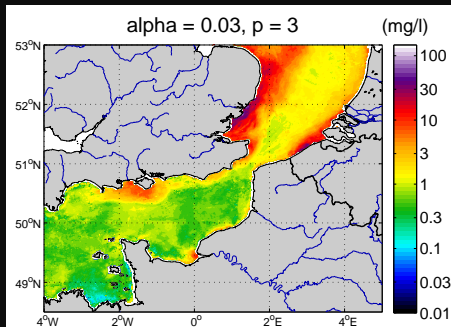 alpha = 0.03, p = 3
(mg/l)
53°N
52°N
51°N
50°N
49°N
4°W
2°W
0°
2°E
4°E
100
30
10
3
1
0.3
0.1
0.03
0.01